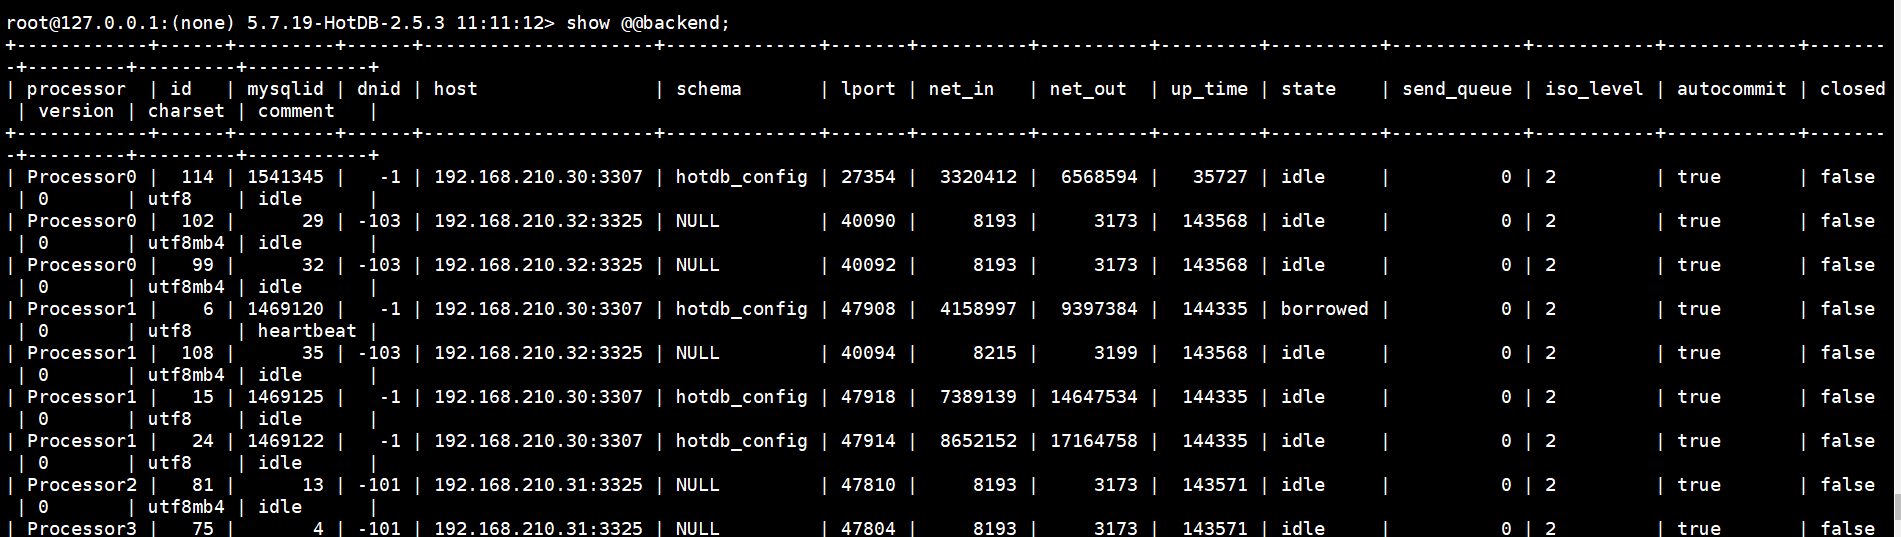 root@127.0.0.1:(none) 5.7.19-HotDB-2.5.3 11:11:12> show @@backend;
+-----------+------+---------+------+---------------------+--------------+-------+----------+----------+---------+----------+------------+-----------+------------+-------
-+---------+---------+-----------+
| processor | id   | mysqlid | dnid | host                | schema       | lport | net_in   | net_out  | up_time | state    | send_queue | iso_level | autocommit | closed
 | version | charset | comment   |
+-----------+------+---------+------+---------------------+--------------+-------+----------+----------+---------+----------+------------+-----------+------------+-------
-+---------+---------+-----------+
| Processor0 |  114 | 1541345 |   -1 | 192.168.210.30:3307 | hotdb_config | 27354 |  3320412 |  6568594 |   35727 | idle     |          0 | 2         | true       | false
 | 0       | utf8    | idle      |
| Processor0 |  102 |      29 | -103 | 192.168.210.32:3325 | NULL         | 40090 |     8193 |     3173 |  143568 | idle     |          0 | 2         | true       | false
 | 0       | utf8mb4 | idle      |
| Processor0 |   99 |      32 | -103 | 192.168.210.32:3325 | NULL         | 40092 |     8193 |     3173 |  143568 | idle     |          0 | 2         | true       | false
 | 0       | utf8mb4 | idle      |
| Processor1 |    6 | 1469120 |   -1 | 192.168.210.30:3307 | hotdb_config | 47908 |  4158997 |  9397384 |  144335 | borrowed |          0 | 2         | true       | false
 | 0       | utf8    | heartbeat |
| Processor1 |  108 |      35 | -103 | 192.168.210.32:3325 | NULL         | 40094 |     8215 |     3199 |  143568 | idle     |          0 | 2         | true       | false
 | 0       | utf8mb4 | idle      |
| Processor1 |   15 | 1469125 |   -1 | 192.168.210.30:3307 | hotdb_config | 47918 |  7389139 | 14647534 |  144335 | idle     |          0 | 2         | true       | false
 | 0       | utf8    | idle      |
| Processor1 |   24 | 1469122 |   -1 | 192.168.210.30:3307 | hotdb_config | 47914 |  8652152 | 17164758 |  144335 | idle     |          0 | 2         | true       | false
 | 0       | utf8    | idle      |
| Processor2 |   81 |      13 | -101 | 192.168.210.31:3325 | NULL         | 47810 |     8193 |     3173 |  143571 | idle     |          0 | 2         | true       | false
 | 0       | utf8mb4 | idle      |
| Processor3 |   75 |       4 | -101 | 192.168.210.31:3325 | NULL         | 47804 |     8193 |     3173 |  143571 | idle     |          0 | 2         | true       | false